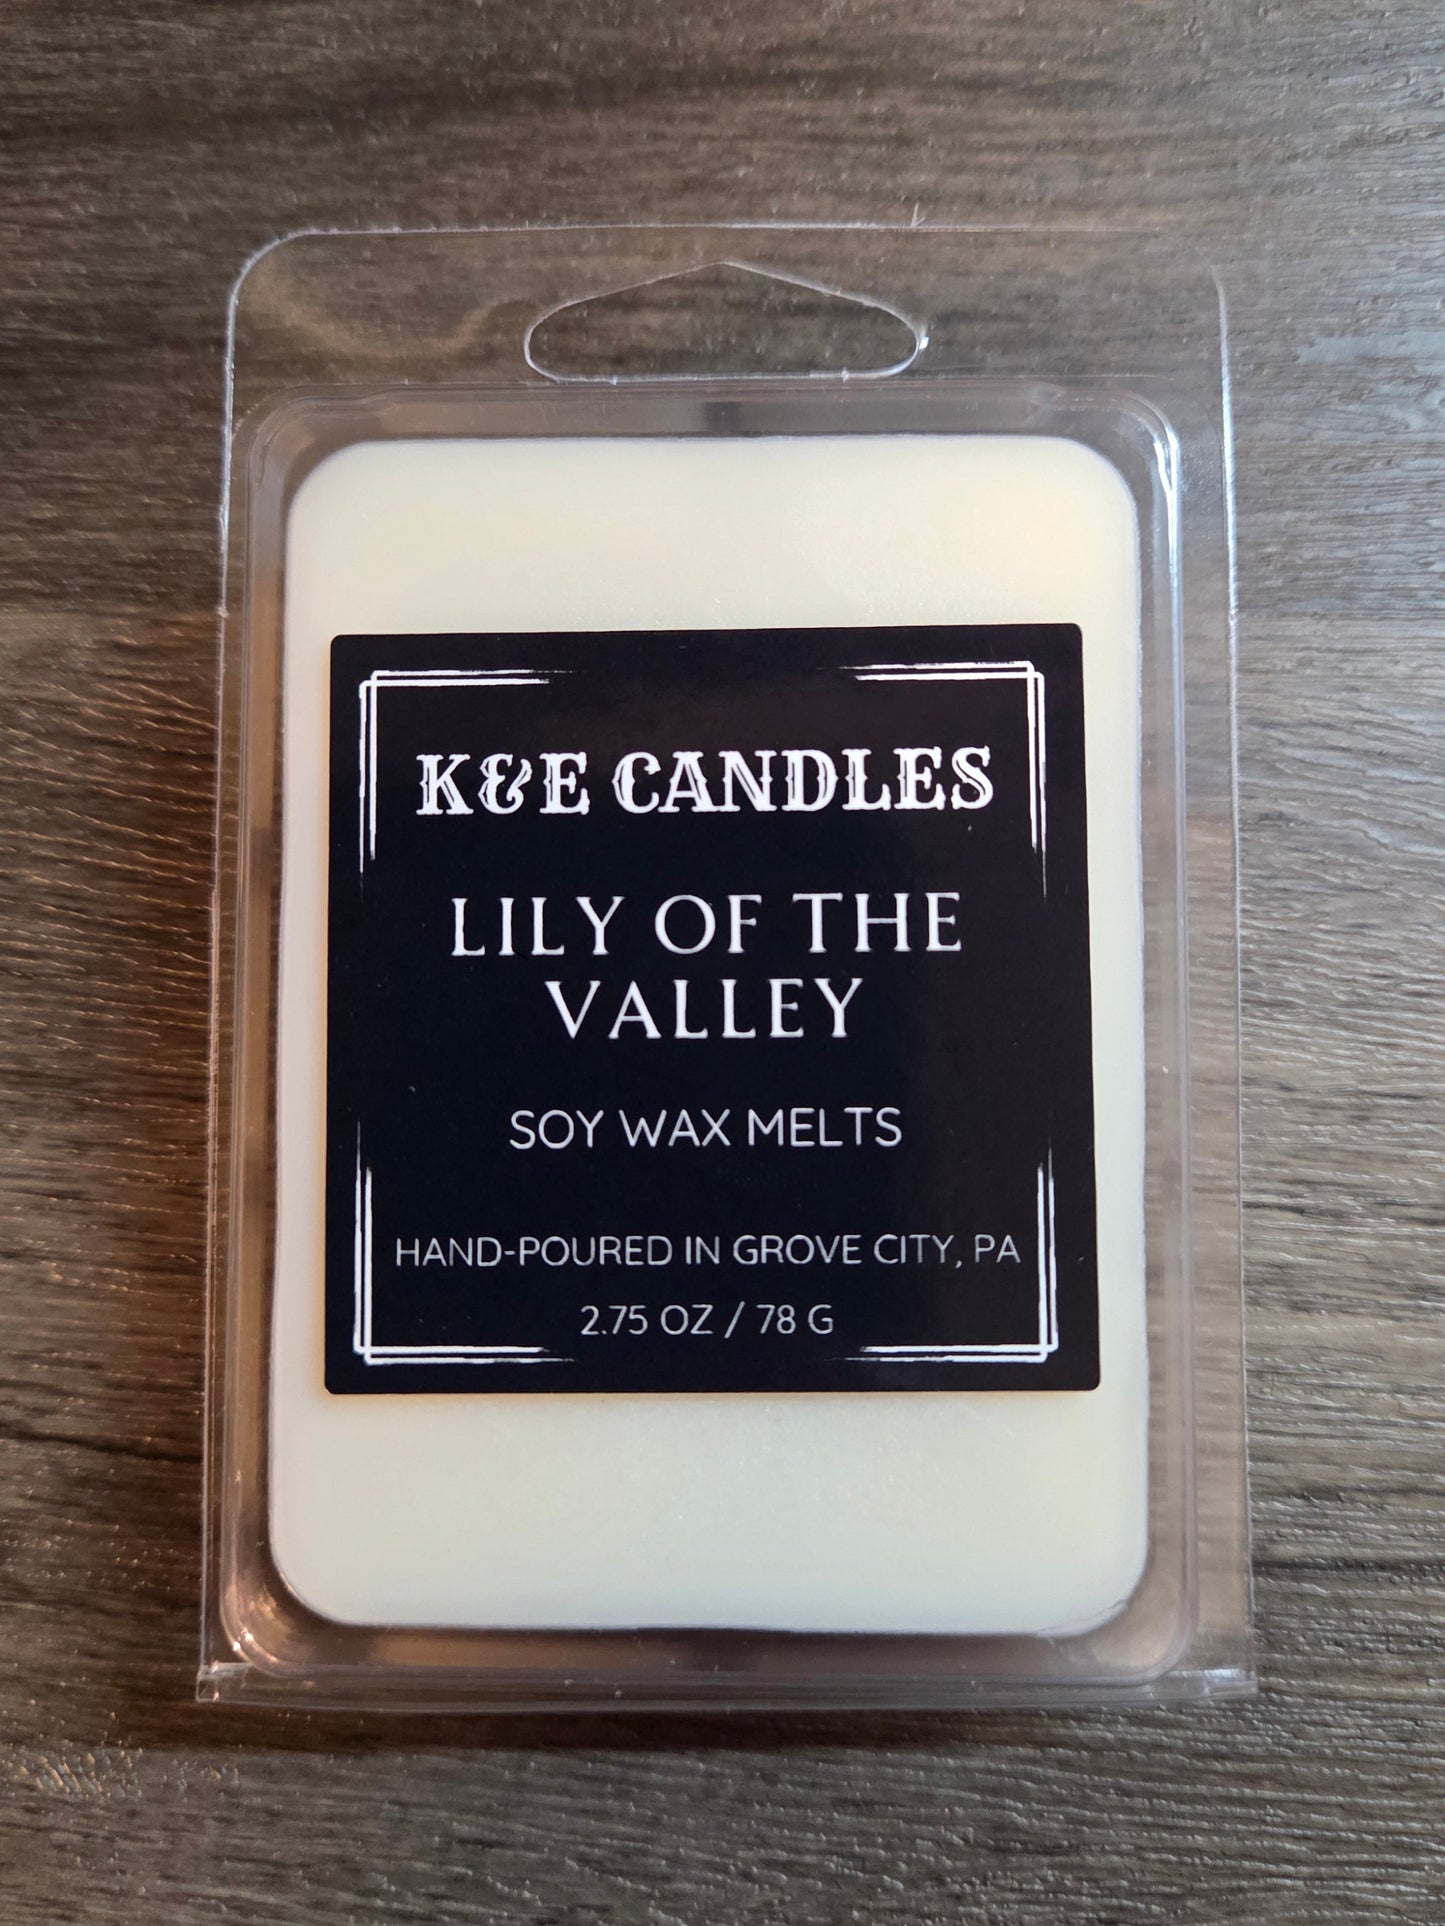 K&E CANDLES
LILY OF THE
VALLEY
SOY WAX MELTS
HAND-POURED IN GROVE CITY, PA
2.75 OZ / 78 G